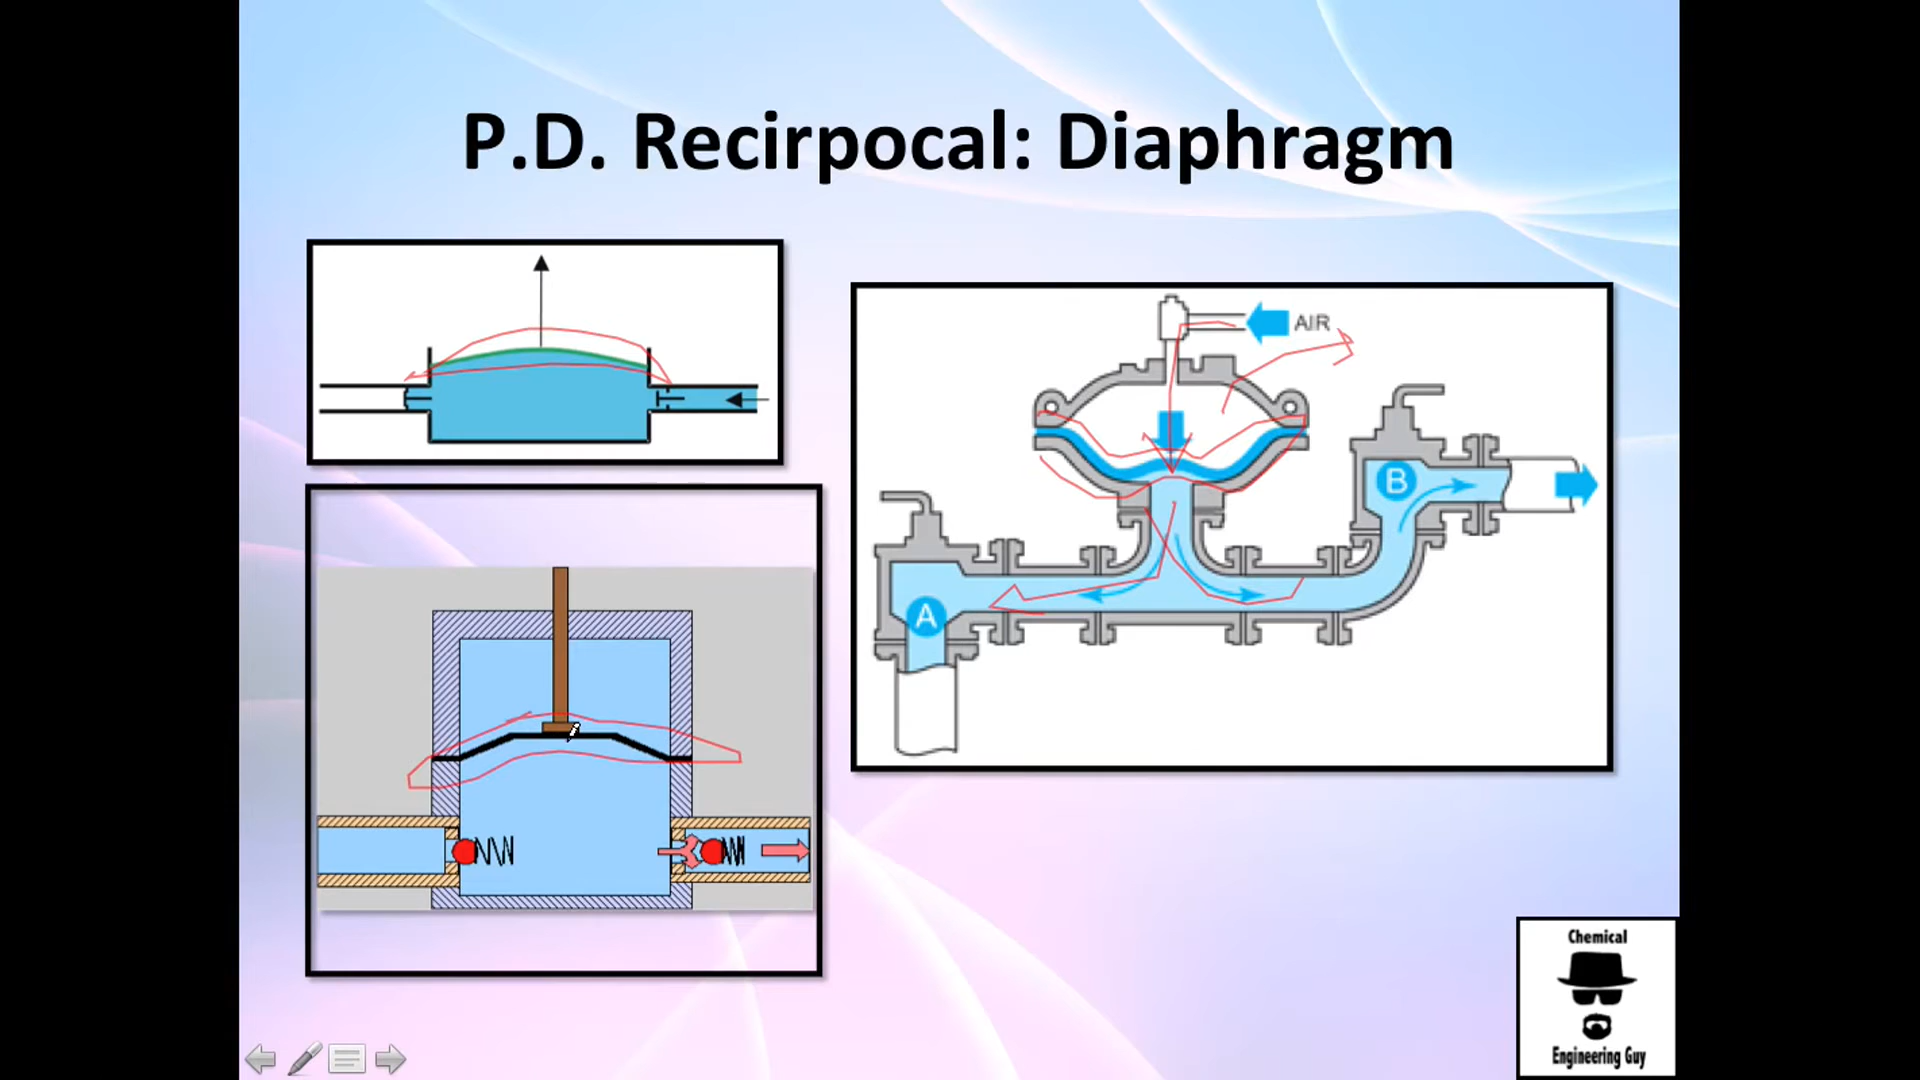 P.D. Recirpocal: Diaphragm
AIR
B
A
Chemical
Engineering Guy